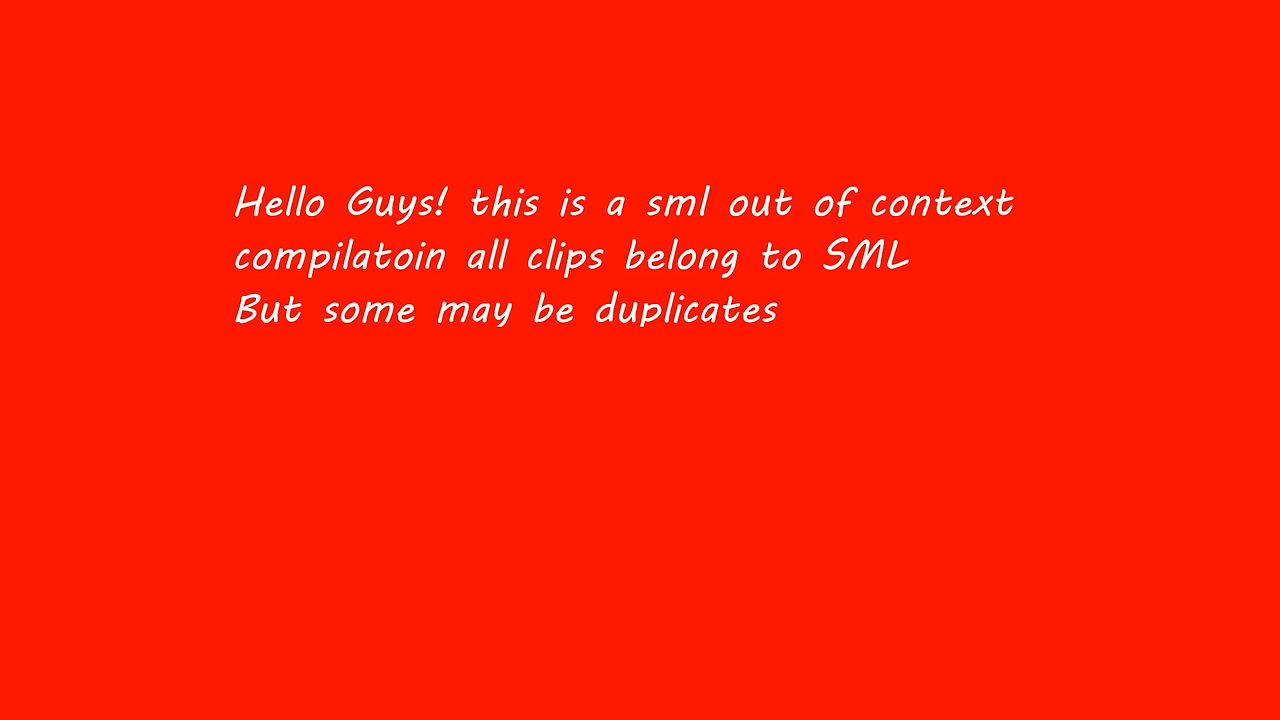 Hello Guys! this is a sml out of context
compilatoin all clips belong to SML
But some may be duplicates